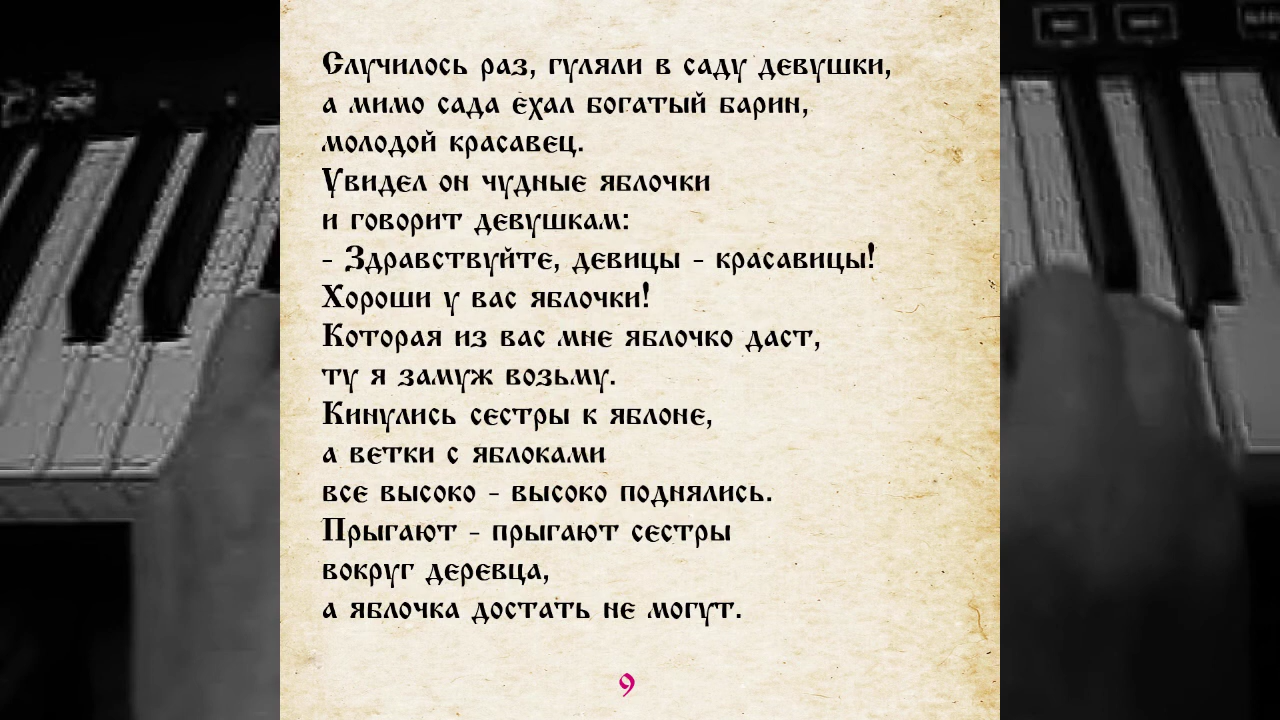 Случилось раз, гуляли в саду девушки,
а мимо сада ехал богатый барин,
молодой красавец.
Увидел он чудные яблочки
и говорит девушкам:
- Здравствуйте, девицы - красавицы!
Хороши у вас яблочки!
Которая из вас мне яблочко даст,
ту я замуж возьму.
Кинулись сестры к яблоне,
а ветки с яблоками
все высоко - высоко поднялись.
Прыгают - прыгают сестры
вокруг деревца,
а яблочка достать не могут.
9